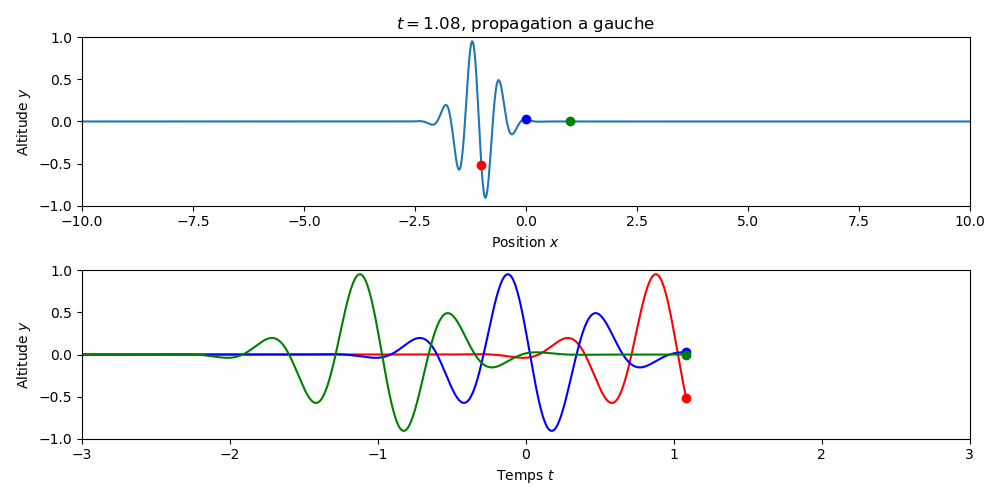 t = 1.08, propagation a gauche
Altitude y
1.0
0.5
0.0
−0.5
−1.0
−10.0 −7.5 −5.0 −2.5 0.0 2.5 5.0 7.5 10.0
Position x
Altitude y
1.0
0.5
0.0
−0.5
−1.0
−3 −2 −1 0 1 2 3
Temps t